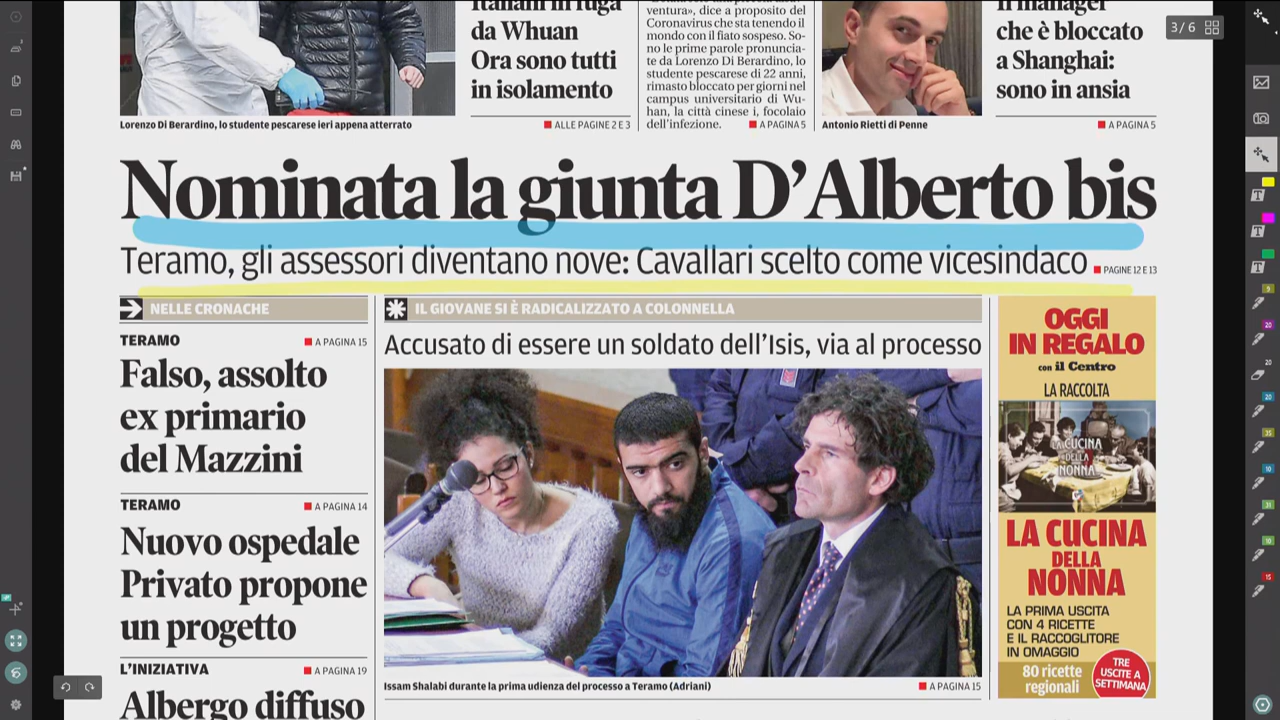 3 / 6
Italiani in fuga
da Whuan
Ora sono tutti
in isolamento
ALLE PAGINE 2 E 3
ventura», dice a proposito del
Coronavirus che sta tenendo il
mondo con il fiato sospeso. So-
no le prime parole pronuncia-
te da Lorenzo Di Berardino, lo
studente pescarese di 22 anni,
rimasto bloccato per giorni nel
campus universitario di Wu-
han, la città cinese i, focolaio
dell'infezione.
A PAGINA 5
Il manager
che è bloccato
a Shanghai:
sono in ansia
A PAGINA 5
Lorenzo Di Berardino, lo studente pescarese ieri appena atterrato
Antonio Rietti di Penne
Nominata la giunta D'Alberto bis
Teramo, gli assessori diventano nove: Cavallari scelto come vicesindaco
PAGINE 12 E 13
NELLE CRONACHE
TERAMO
A PAGINA 15
Falso, assolto
ex primario
del Mazzini
TERAMO
A PAGINA 14
Nuovo ospedale
Privato propone
un progetto
L'INIZIATIVA
A PAGINA 19
Albergo diffuso
IL GIOVANE SI È RADICALIZZATO A COLONNELLA
Accusato di essere un soldato dell'Isis, via al processo
Issam Shalabi durante la prima udienza del processo a Teramo (Adriani)
A PAGINA 15
OGGI
IN REGALO
con il Centro
LA RACCOLTA
LA CUCINA
DELLA
NONNA
LA CUCINA
DELLA
NONNA
LA PRIMA USCITA
CON 4 RICETTE
E IL RACCOGLITORE
IN OMAGGIO
80 ricette
regionali
TRE
USCITE A
SETTIMANA